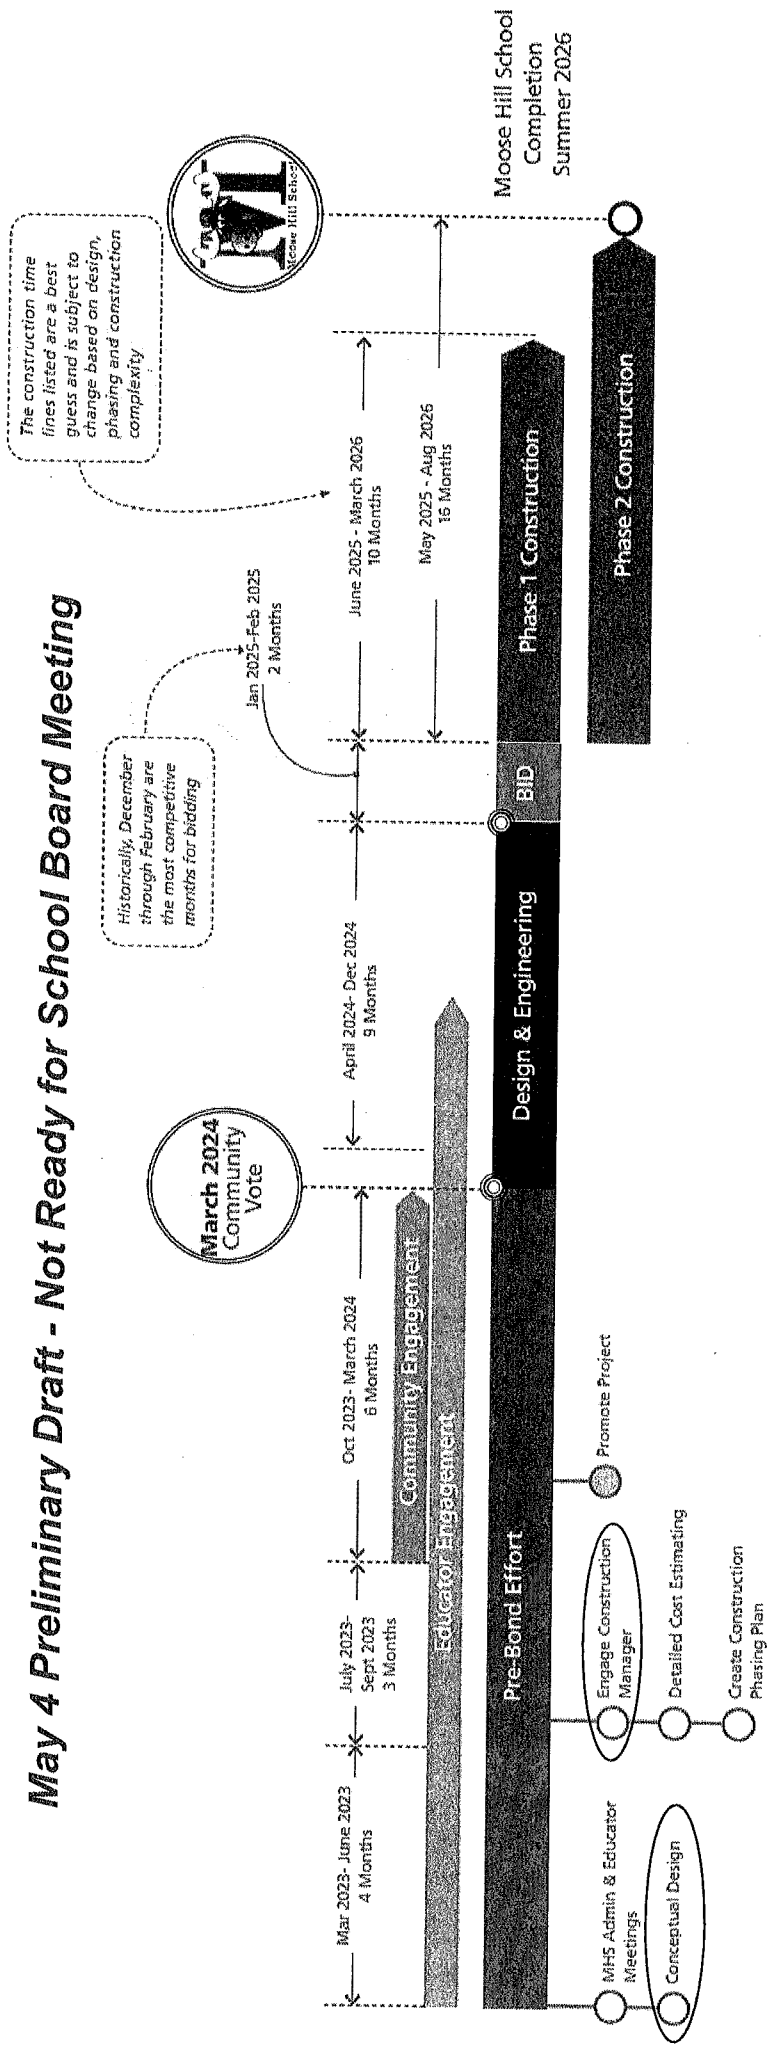 May 4 Preliminary Draft - Not Ready for School Board Meeting
The construction time
fines listed are a best
guess and is subject to
change based on design,
phasing and construction
complexity
Historically, December
through February are
the most competitive
months for bidding
March 2024
Community
Vote
Moose Hill School
Jan 2025-Feb 2025
2 Months
Mar 2023- June 2023
4 Months
July 2023-
Sept 2023
3 Months
Oct 2023- March 2024
6 Months
April 2024- Dec 2024
9 Months
June 2025 - March 2026
10 Months
May 2025 - Aug 2026
16 Months
Community Engagement
Educator Engagement
Pre-Bond Effort
Design & Engineering
BID
Phase 1 Construction
Phase 2 Construction
Moose Hill School
Completion
Summer 2026
MHS Admin & Educator
Meetings
Conceptual Design
Engage Construction
Manager
Detailed Cost Estimating
Create Construction
Phasing Plan
Promote Project